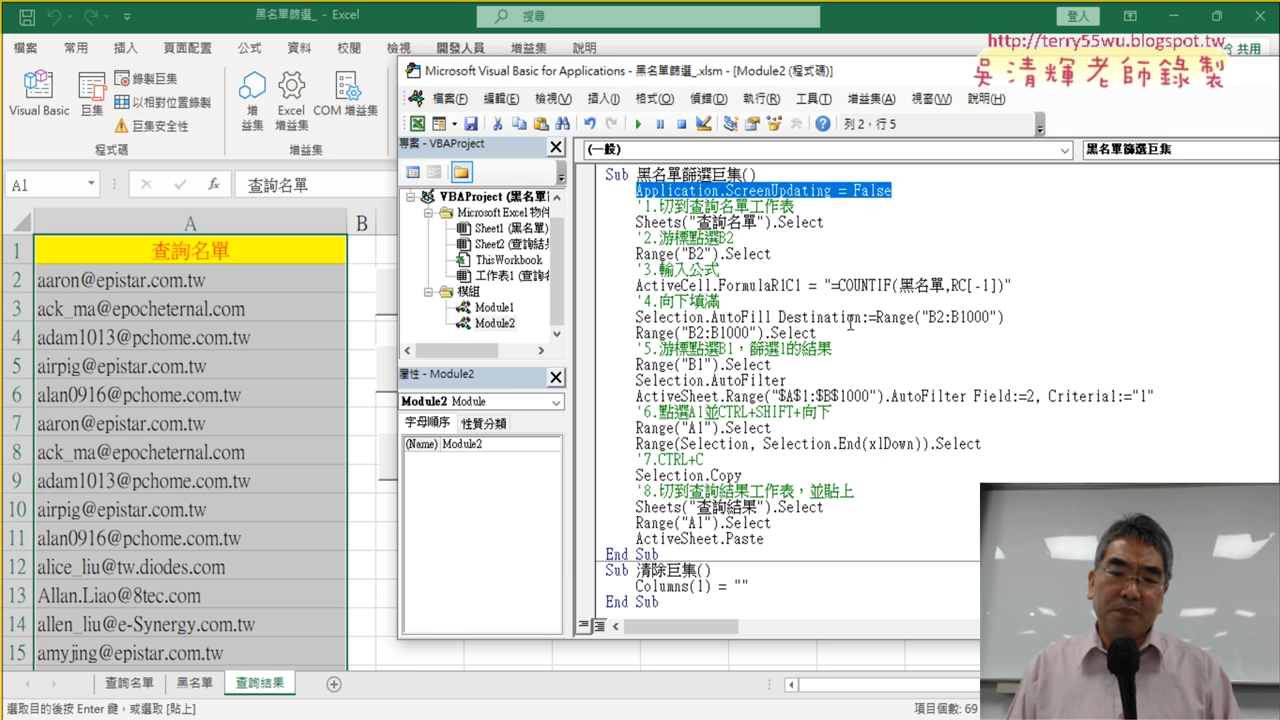 黑名單篩選_ - Excel
搜尋
登入
檔案 常用 插入 頁面配置 公式 資料 校閱 檢視 開發人員 增益集 說明
共用
http://terry55wu.blogspot.tw
吳清輝老師錄製
Visual Basic
巨集
錄製巨集
以相對位置錄製
巨集安全性
程式碼
增益集
Excel 增益集
COM 增益集
增益集
A1
查詢名單
A B
1 查詢名單
2 aaron@epistar.com.tw
3 ack_ma@epocheternal.com
4 adam1013@pchome.com.tw
5 airpig@epistar.com.tw
6 alan0916@pchome.com.tw
7 aaron@epistar.com.tw
8 ack_ma@epocheternal.com
9 adam1013@pchome.com.tw
10 airpig@epistar.com.tw
11 alan0916@pchome.com.tw
12 alice_liu@tw.diodes.com
13 Allan.Liao@8tec.com
14 allen_liu@e-Synergy.com.tw
15 amyjing@epistar.com.tw
查詢名單 黑名單 查詢結果
選取目的後按 Enter 鍵，或選取 [貼上]
項目個數: 69
Microsoft Visual Basic for Applications - 黑名單篩選_.xlsm - [Module2 (程式碼)]
檔案(F) 編輯(E) 檢視(V) 插入(I) 格式(O) 偵錯(D) 執行(R) 工具(T) 增益集(A) 視窗(W) 說明(H)
列 2，行 5
專案 - VBAProject
VBAProject (黑名單
Microsoft Excel 物件
Sheet1 (黑名單)
Sheet2 (查詢結
ThisWorkbook
工作表1 (查詢名
模組
Module1
Module2
屬性 - Module2
Module2 Module
字母順序 性質分類
(Name) Module2
(一般)
黑名單篩選巨集
Sub 黑名單篩選巨集()
Application.ScreenUpdating = False
'1.切到查詢名單工作表
Sheets("查詢名單").Select
'2.游標點選B2
Range("B2").Select
'3.輸入公式
ActiveCell.FormulaR1C1 = "=COUNTIF(黑名單,RC[-1])"
'4.向下填滿
Selection.AutoFill Destination:=Range("B2:B1000")
Range("B2:B1000").Select
'5.游標點選B1，篩選1的結果
Range("B1").Select
Selection.AutoFilter
ActiveSheet.Range("$A$1:$B$1000").AutoFilter Field:=2, Criteria1:="1"
'6.點選A1並CTRL+SHIFT+向下
Range("A1").Select
Range(Selection, Selection.End(xlDown)).Select
'7.CTRL+C
Selection.Copy
'8.切到查詢結果工作表，並貼上
Sheets("查詢結果").Select
Range("A1").Select
ActiveSheet.Paste
End Sub
Sub 清除巨集()
Columns(1) = ""
End Sub